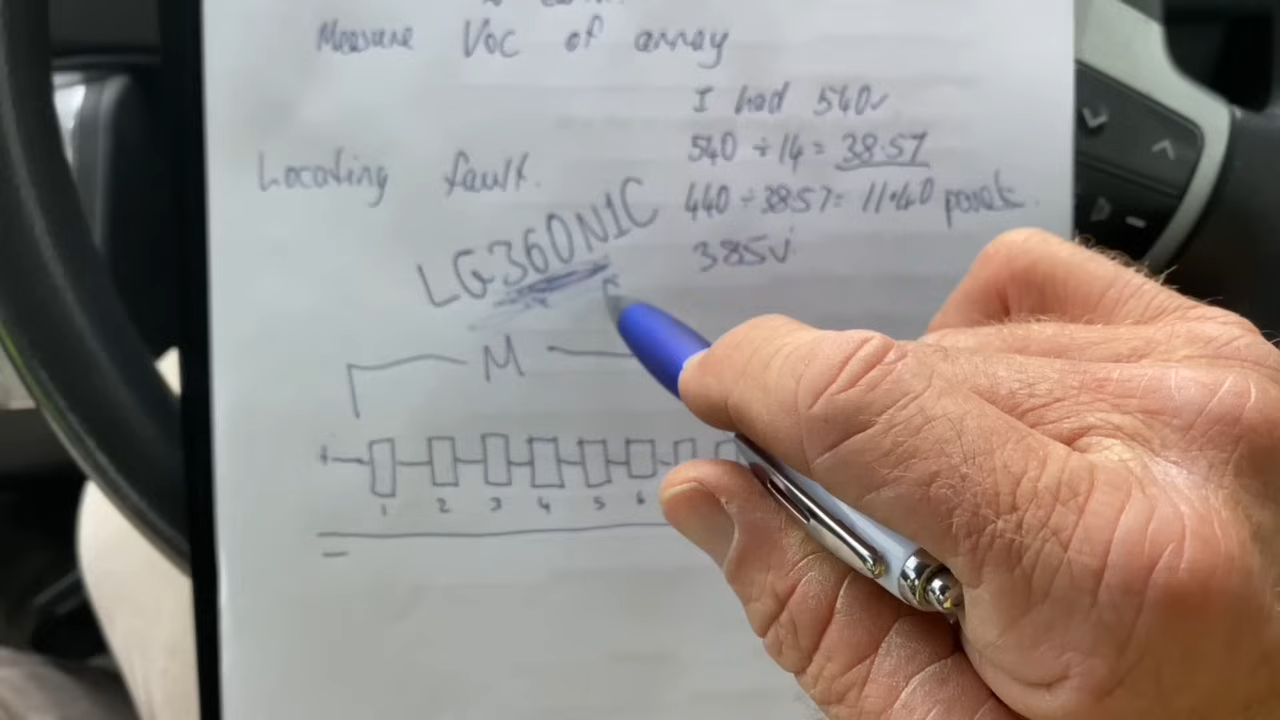 Measure Voc of array
I had 540v
540 ÷ 14 = 38.57
Locating fault.
440 ÷ 38.57 = 11.40 panels.
LG360N1C
385v
M
+
1 2 3 4 5 6
-